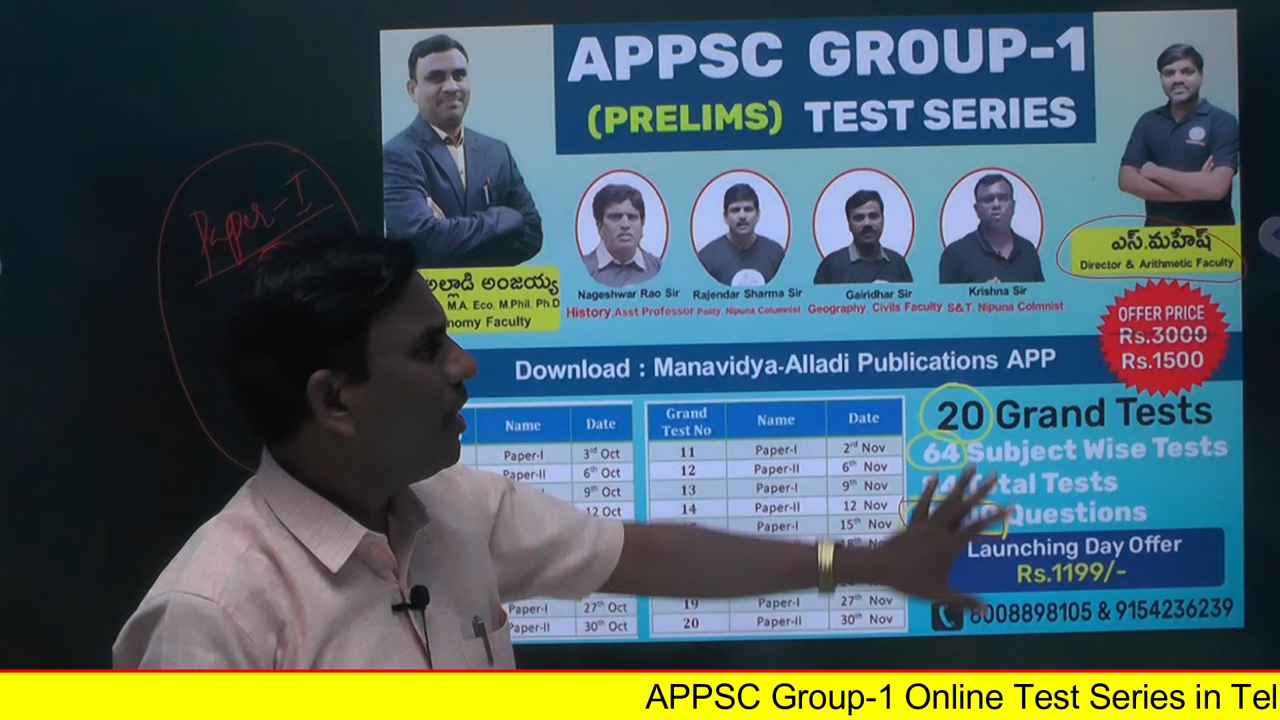 APPSC GROUP-1
(PRELIMS) TEST SERIES
Paper-I
అల్లాడి అంజయ్య
M.A. Eco. M.Phil, Ph.D
Faculty
Nageshwar Rao Sir
History, Asst Professor
Rajendar Sharma Sir
Polity, Nipuna Columnist
Gairidhar Sir
Geography, Civils Faculty
Krishna Sir
S&T, Nipuna Colmnist
ఎస్.మహేష్
Director & Arithmetic Faculty
OFFER PRICE
Rs.3000
Rs.1500
Download : Manavidya-Alladi Publications APP
Name Date
Paper-I 3rd Oct
Paper-II 6th Oct
9th Oct
12 Oct
Paper-I 27th Oct
Paper-II 30th Oct
Grand Test No Name Date
11 Paper-I 2nd Nov
12 Paper-II 6th Nov
13 Paper-I 9th Nov
14 Paper-II 12 Nov
Paper-I 15th Nov
19 Paper-I 27th Nov
20 Paper-II 30th Nov
20 Grand Tests
64 Subject Wise Tests
Tests
Questions
Launching Day Offer
Rs.1199/-
8008898105 & 9154236239
APPSC Group-1 Online Test Series in Tel